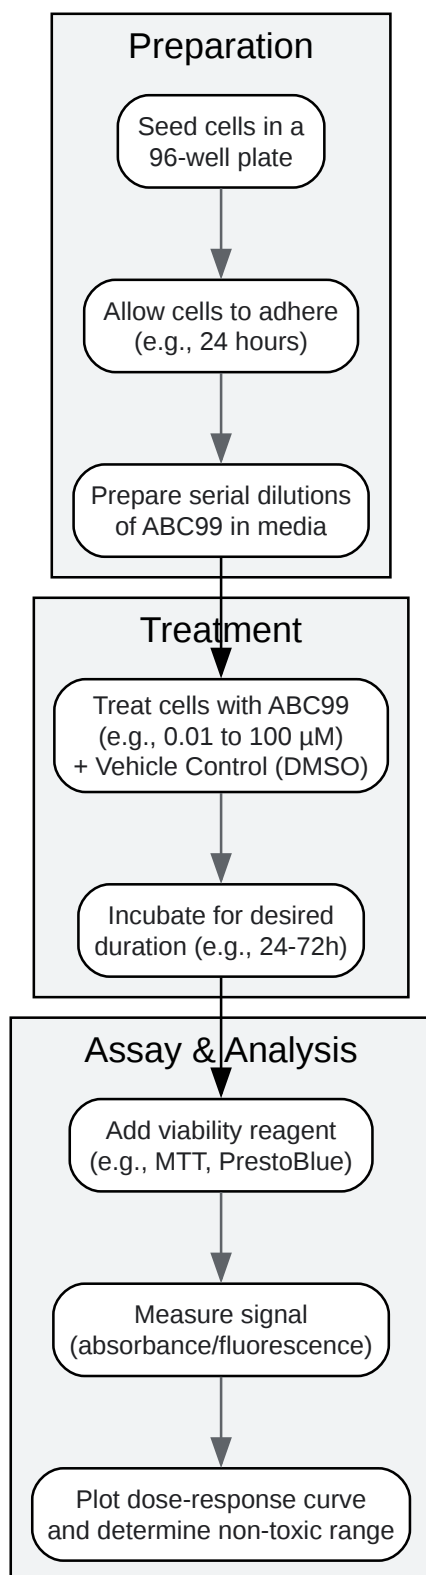 Preparation
Seed cells in a
96-well plate
Allow cells to adhere
(e.g., 24 hours)
Prepare serial dilutions
of ABC99 in media
Treatment
Treat cells with ABC99
(e.g., 0.01 to 100 µM)
+ Vehicle Control (DMSO)
Incubate for desired
duration (e.g., 24-72h)
Assay & Analysis
Add viability reagent
(e.g., MTT, PrestoBlue)
Measure signal
(absorbance/fluorescence)
Plot dose-response curve
and determine non-toxic range